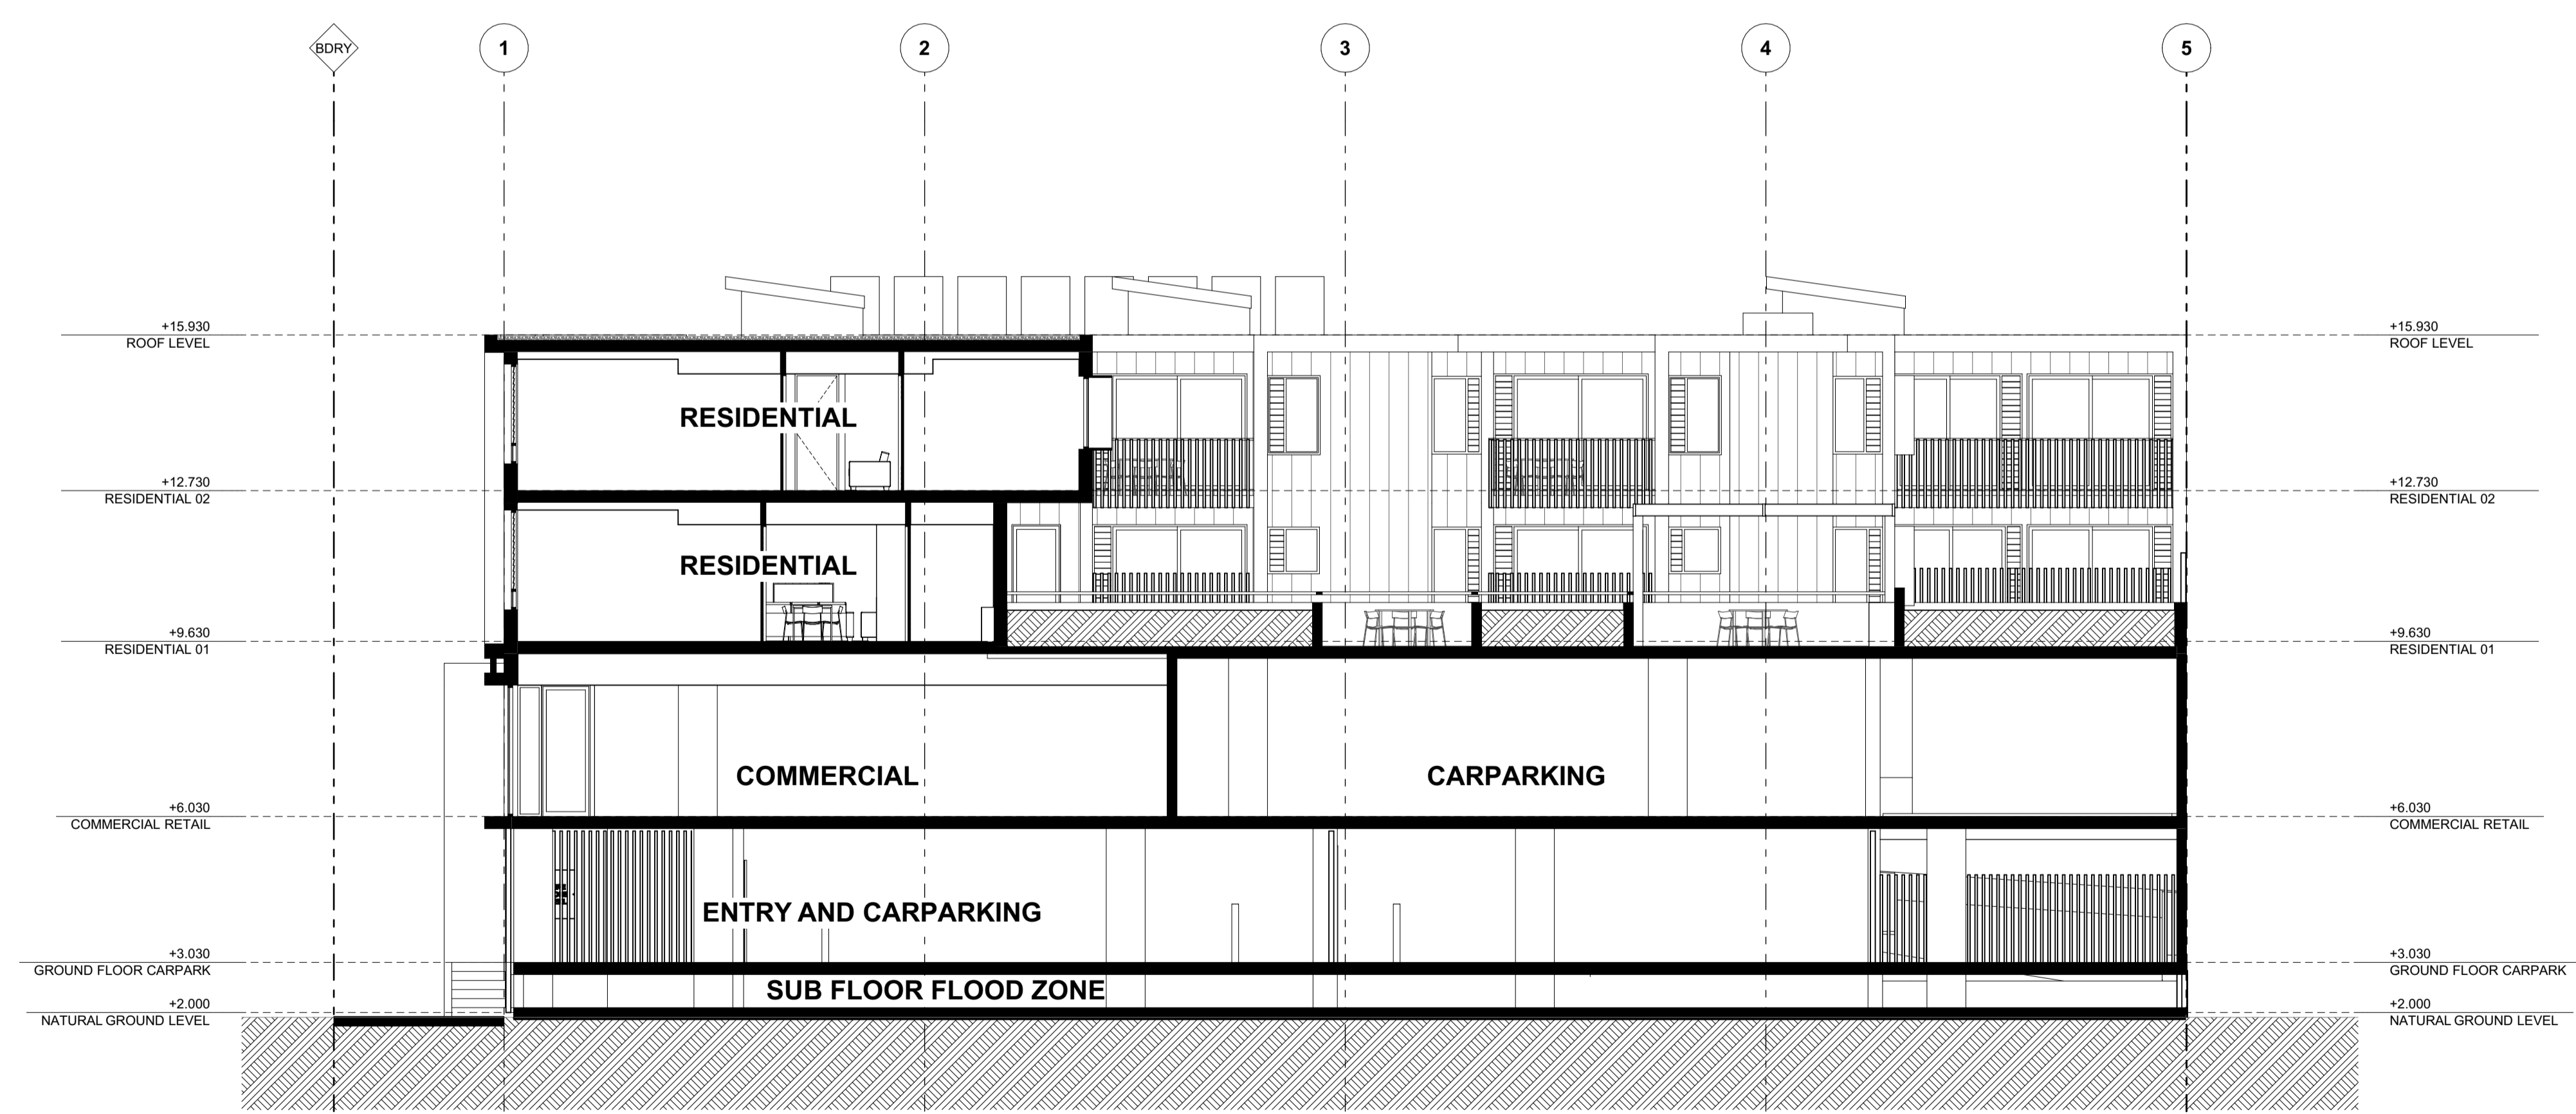 BDRY 1 2 3 4 5
+15.930
ROOF LEVEL
+15.930
ROOF LEVEL
RESIDENTIAL
+12.730
RESIDENTIAL 02
+12.730
RESIDENTIAL 02
RESIDENTIAL
+9.630
RESIDENTIAL 01
+9.630
RESIDENTIAL 01
COMMERCIAL
CARPARKING
+6.030
COMMERCIAL RETAIL
+6.030
COMMERCIAL RETAIL
ENTRY AND CARPARKING
+3.030
GROUND FLOOR CARPARK
+3.030
GROUND FLOOR CARPARK
SUB FLOOR FLOOD ZONE
+2.000
NATURAL GROUND LEVEL
+2.000
NATURAL GROUND LEVEL